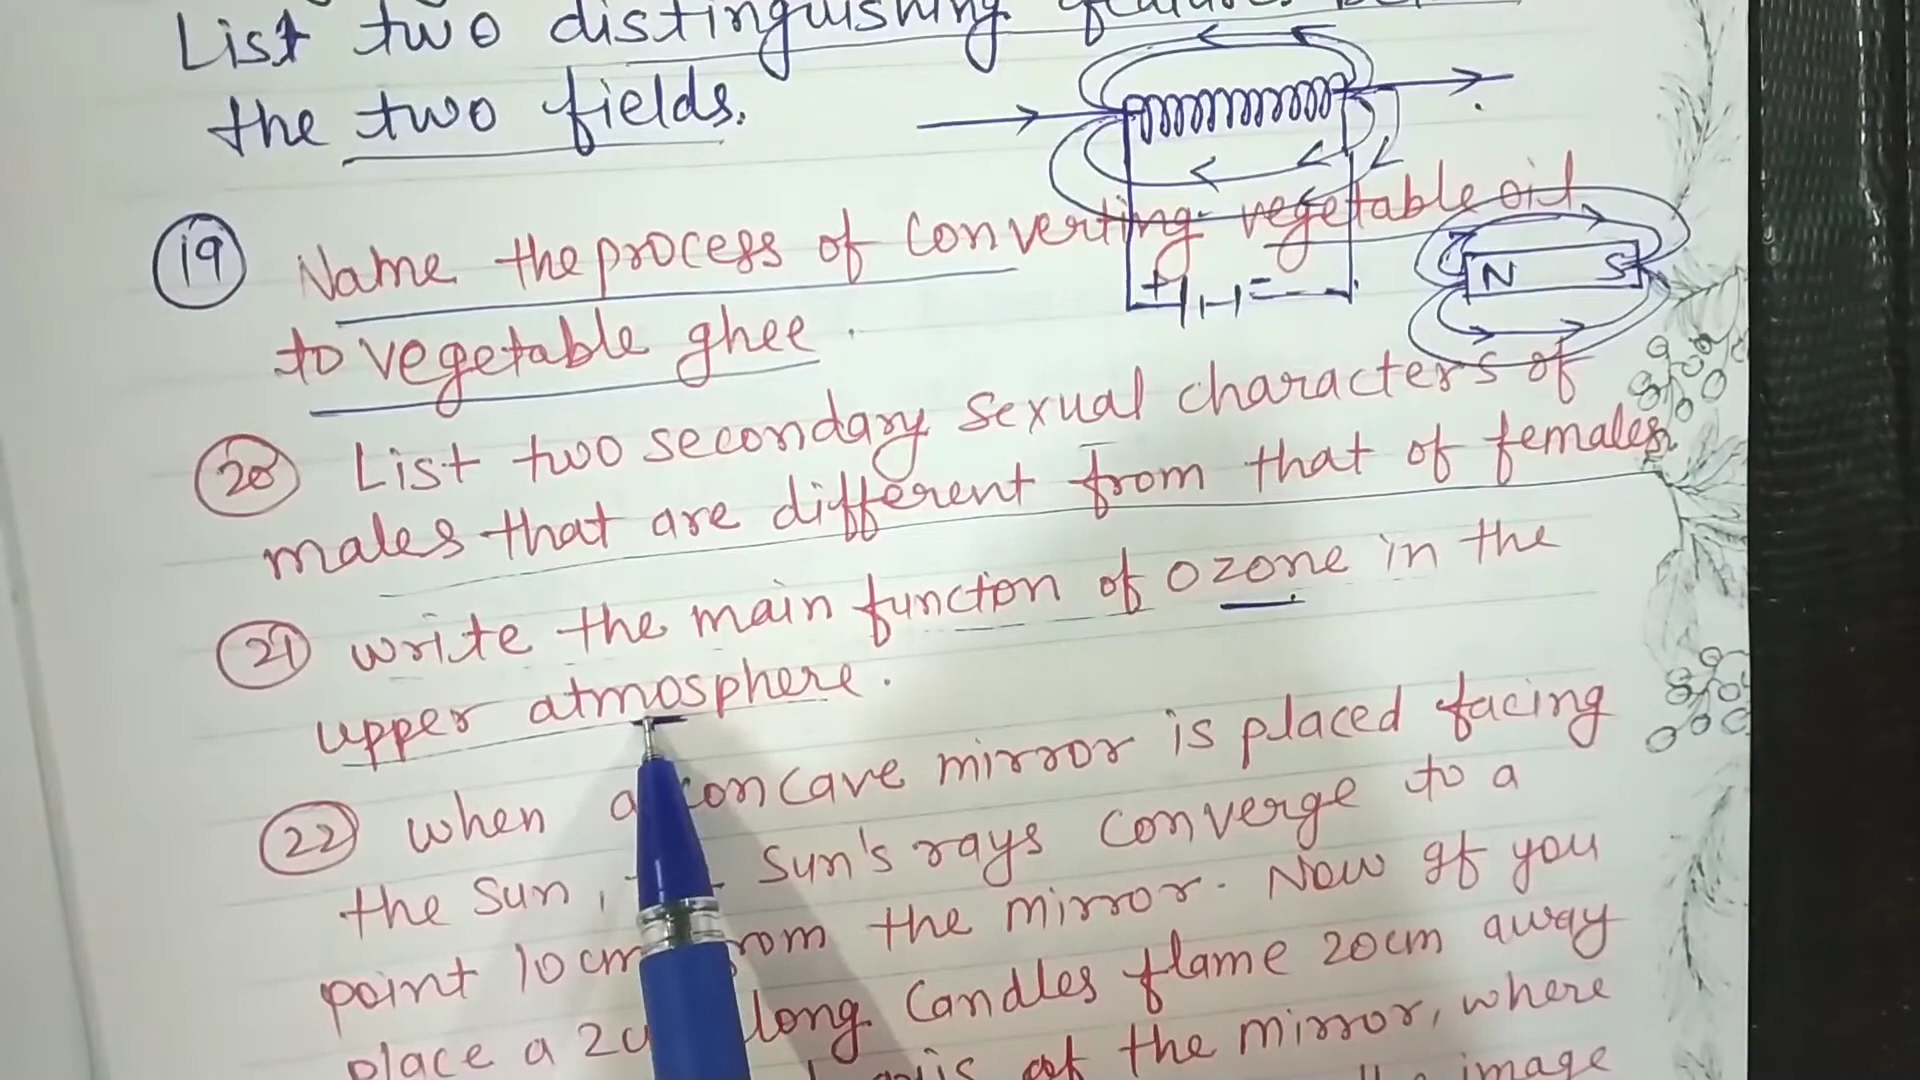 List two distinguishing features
the two fields.
19 Name the process of converting vegetable oil
to vegetable ghee.
N S
20 List two secondary sexual characters of
males that are different from that of females.
21 write the main function of ozone in the
upper atmosphere.
22 when a concave mirror is placed facing
the sun, sun's rays converge to a
point 10 cm from the mirror. Now If you
place a 2 long Candles flame 20cm away
of the mirror, where
image